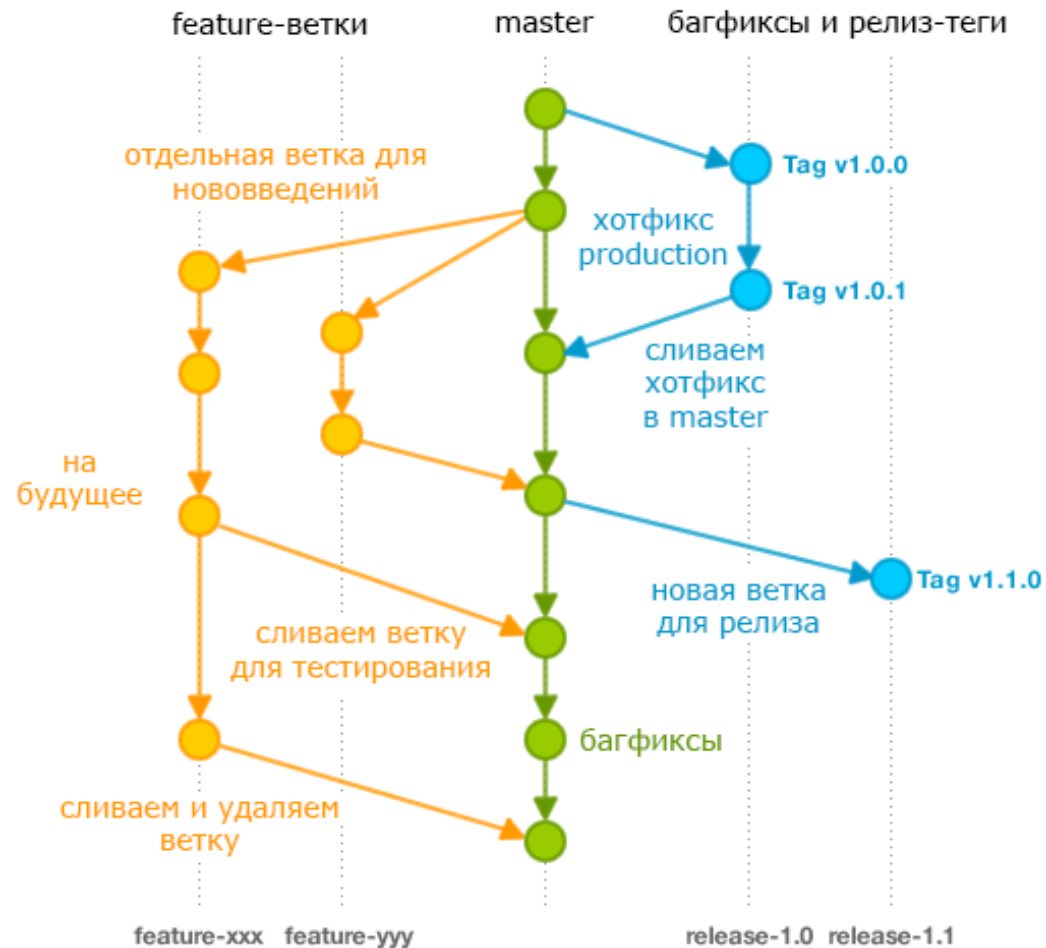 feature-ветки
master
багфиксы и релиз-теги
отдельная ветка для
нововведений
Tag v1.0.0
хотфикс
production
Tag v1.0.1
сливаем
хотфикс
в master
на
будущее
новая ветка
для релиза
Tag v1.1.0
сливаем ветку
для тестирования
багфиксы
сливаем и удаляем
ветку
feature-xxx
feature-yyy
release-1.0
release-1.1